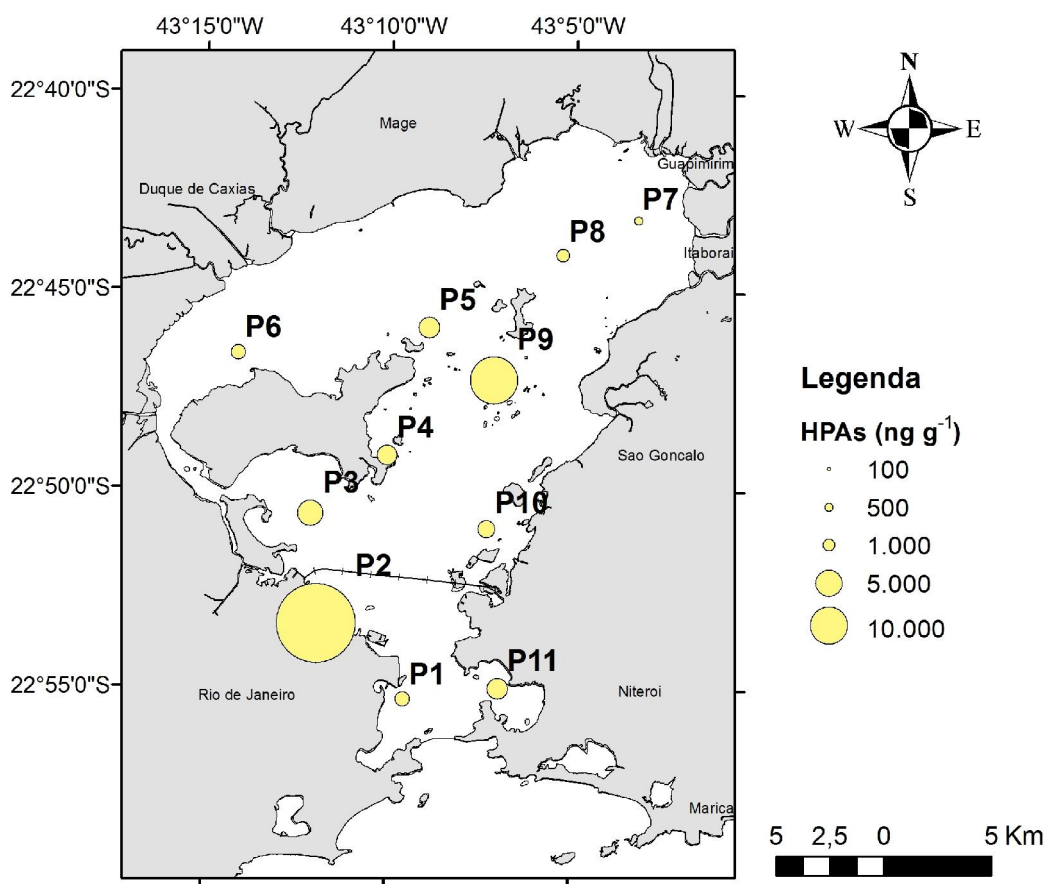 43°15'0"W 43°10'0"W 43°5'0"W
22°40'0"S
22°45'0"S
22°50'0"S
22°55'0"S
Mage
Guapimirim
Duque de Caxias
P7
P8
Itaborai
P5
P6
P9
P4
Sao Goncalo
P3
P10
P2
P11
P1
Rio de Janeiro
Niteroi
Marica
N
W E
S
Legenda
HPAs (ng g⁻¹)
100
500
1.000
5.000
10.000
5 2,5 0 5 Km